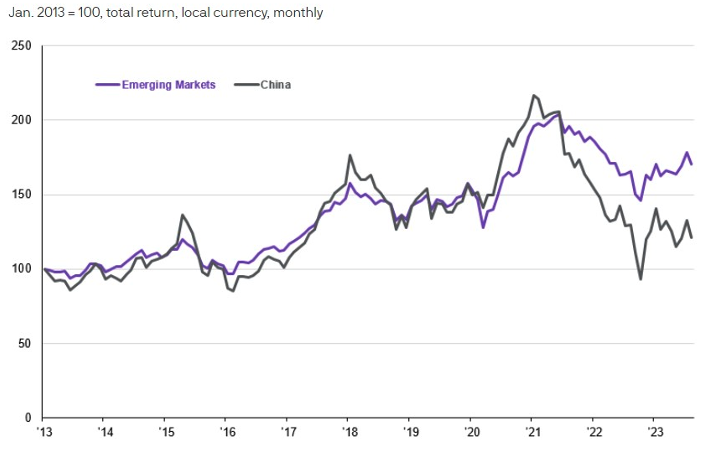 Jan. 2013 = 100, total return, local currency, monthly
250
Emerging Markets China
200
150
100
50
0
'13 '14 '15 '16 '17 '18 '19 '20 '21 '22 '23